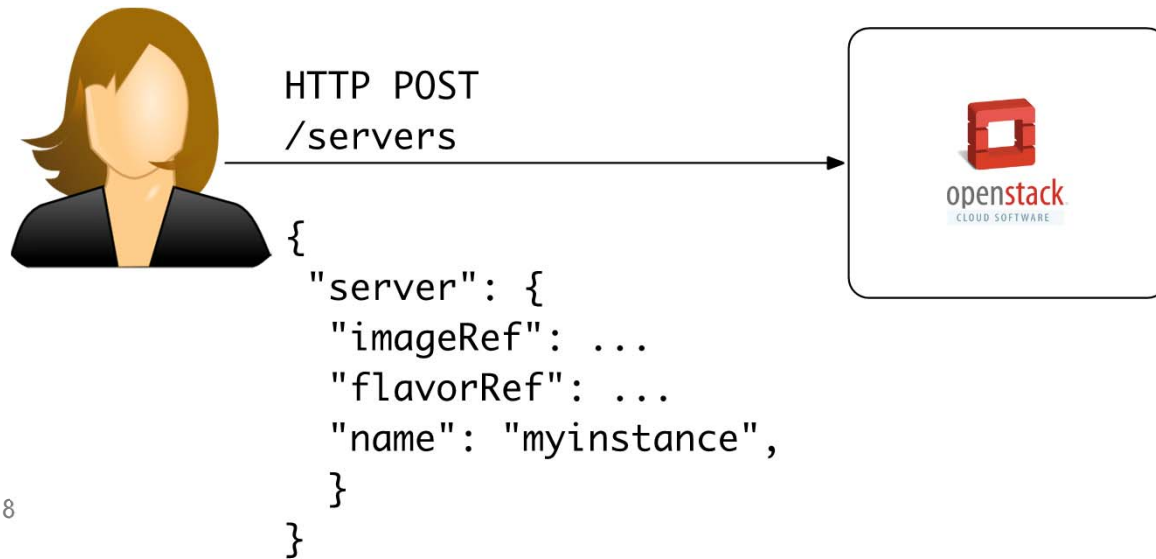 HTTP POST
/servers
openstack
CLOUD SOFTWARE
{
"server": {
"imageRef": ...
"flavorRef": ...
"name": "myinstance",
}
}
8